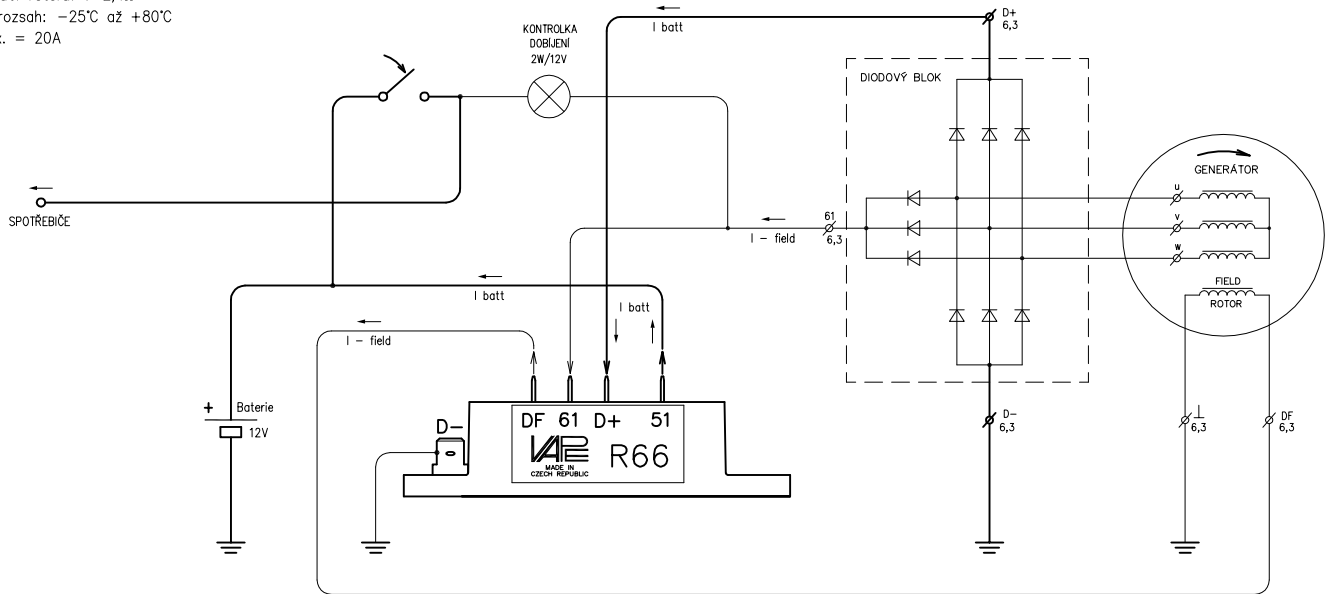 rozsah: −25°C až +80°C
= 20A
KONTROLKA
DOBÍJENÍ
2W/12V
I batt
D+
6,3
DIODOVÝ BLOK
GENERÁTOR
u
v
w
FIELD
ROTOR
SPOTŘEBIČE
61
6,3
I – field
I batt
I batt
I – field
+ Baterie
12V
D−
DF 61 D+ 51
VAPE
R66
MADE IN
CZECH REPUBLIC
D−
6,3
⊥
6,3
DF
6,3